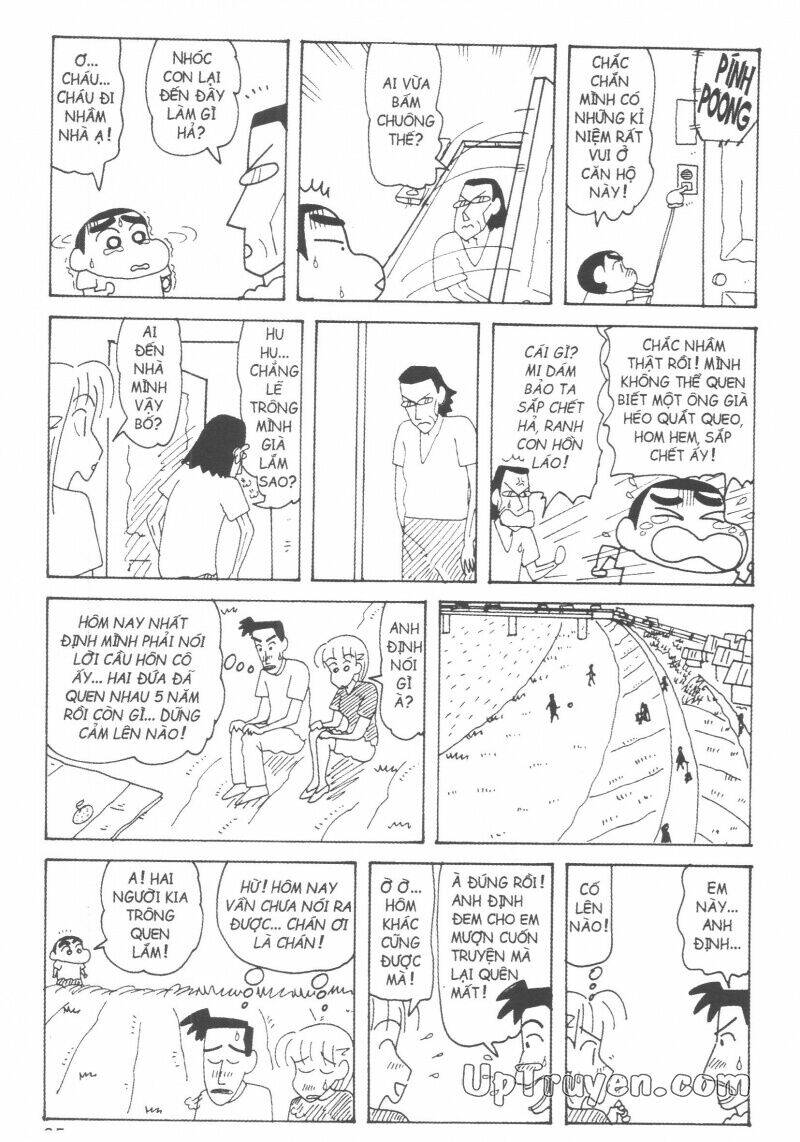 PÍNH
POONG
CHẮC
CHẮN
MÌNH CÓ
NHỮNG KỈ
NIỆM RẤT
VUI Ở
CĂN HỘ
NÀY!
AI VỪA
BẤM
CHUÔNG
THẾ?
NHÓC
CON LẠI
ĐẾN ĐÂY
LÀM GÌ
HẢ?
Ơ...
CHÁU...
CHÁU ĐI
NHẦM
NHÀ Ạ!
CHẮC NHẦM
THẬT RỒI! MÌNH
KHÔNG THỂ QUEN
BIẾT MỘT ÔNG GIÀ
HÉO QUẮT QUEO,
HOM HEM, SẮP
CHẾT ẤY!
CÁI GÌ?
MI DÁM
BẢO TA
SẮP CHẾT
HẢ, RANH
CON HỖN
LÁO!
HU
HU...
CHẲNG
LẼ
TRÔNG
MÌNH
GIÀ
LẮM
SAO?
AI
ĐẾN
NHÀ
MÌNH
VẬY
BỐ?
ANH
ĐỊNH
NÓI
GÌ
À?
HÔM NAY NHẤT
ĐỊNH MÌNH PHẢI NÓI
LỜI CẦU HÔN CÔ
ẤY... HAI ĐỨA ĐÃ
QUEN NHAU 5 NĂM
RỒI CÒN GÌ... DŨNG
CẢM LÊN NÀO!
EM
NÀY...
ANH
ĐỊNH...
CỐ
LÊN
NÀO!
À ĐÚNG RỒI!
ANH ĐỊNH
ĐEM CHO EM
MƯỢN CUỐN
TRUYỆN MÀ
LẠI QUÊN
MẤT!
Ờ Ờ...
HÔM
KHÁC
CŨNG
ĐƯỢC
MÀ!
HỪ! HÔM NAY
VẪN CHƯA NÓI RA
ĐƯỢC... CHÁN ƠI
LÀ CHÁN!
A! HAI
NGƯỜI KIA
TRÔNG
QUEN
LẮM!
UpTruyen.com